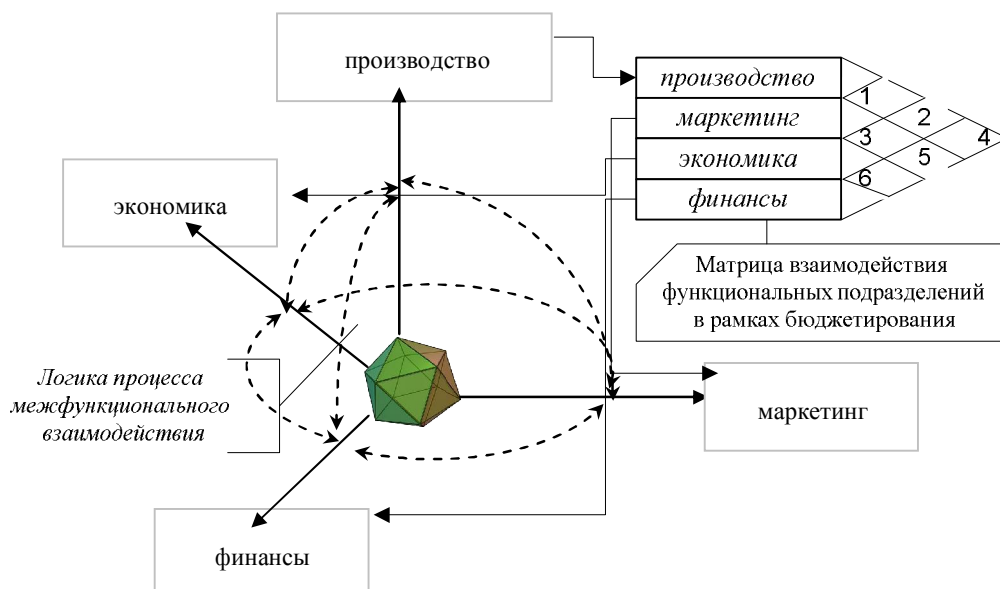 производство
производство
маркетинг
экономика
финансы
1
2
3
4
5
6
экономика
Матрица взаимодействия
функциональных подразделений
в рамках бюджетирования
Логика процесса
межфункционального
взаимодействия
маркетинг
финансы